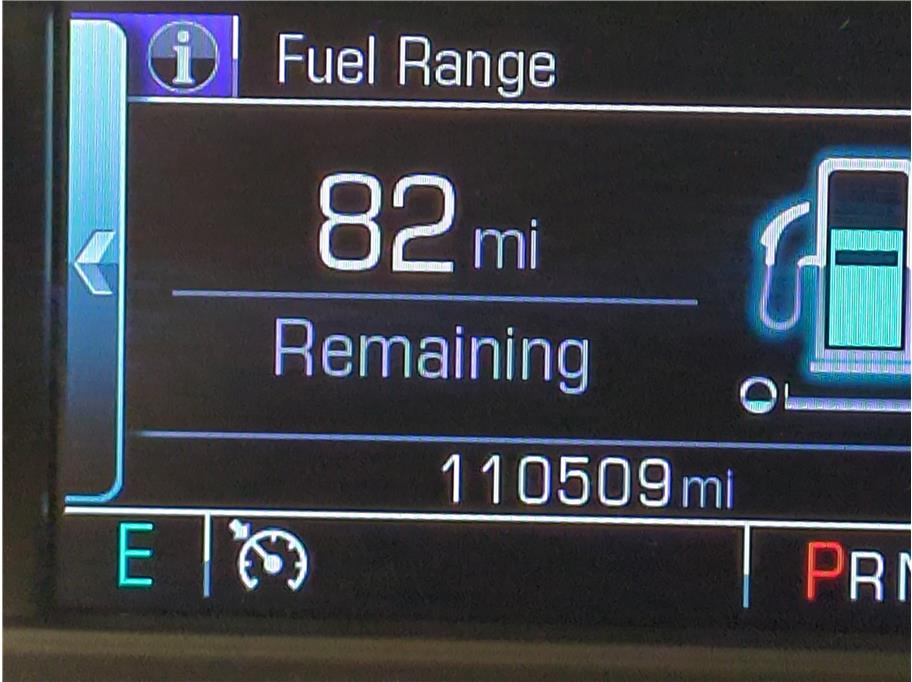 Fuel Range
82 mi
Remaining
110509 mi
E
PRN